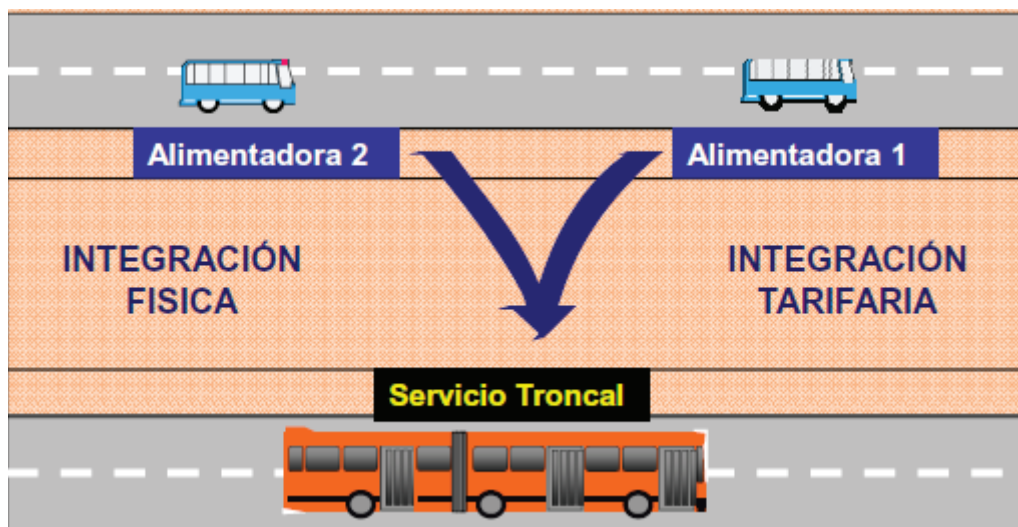 Alimentadora 2
Alimentadora 1
INTEGRACIÓN
FISICA
INTEGRACIÓN
TARIFARIA
Servicio Troncal